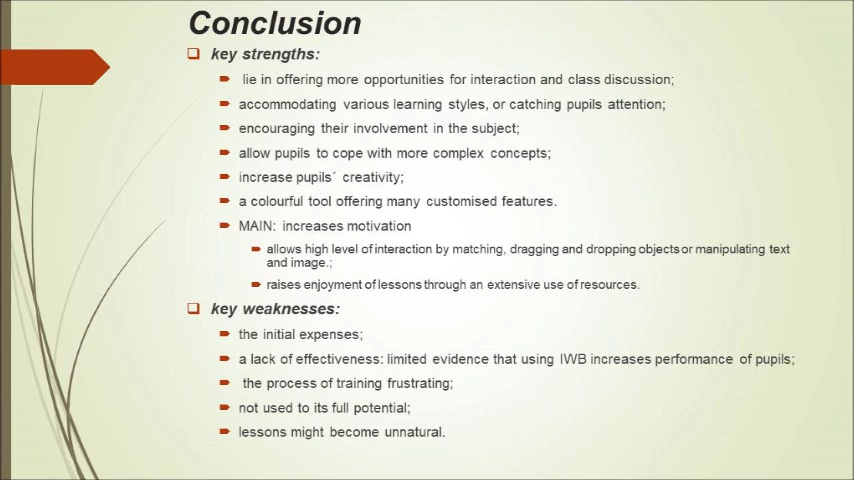 Conclusion
key strengths:
lie in offering more opportunities for interaction and class discussion;
accommodating various learning styles, or catching pupils attention;
encouraging their involvement in the subject;
allow pupils to cope with more complex concepts;
increase pupils´ creativity;
a colourful tool offering many customised features.
MAIN: increases motivation
allows high level of interaction by matching, dragging and dropping objects or manipulating text
and image.;
raises enjoyment of lessons through an extensive use of resources.
key weaknesses:
the initial expenses;
a lack of effectiveness: limited evidence that using IWB increases performance of pupils;
the process of training frustrating;
not used to its full potential;
lessons might become unnatural.